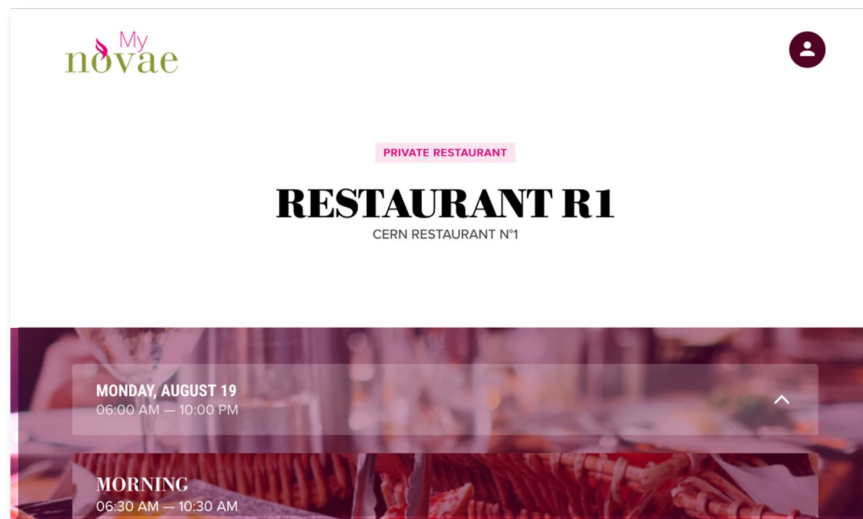 My
novae
PRIVATE RESTAURANT
RESTAURANT R1
CERN RESTAURANT N°1
MONDAY, AUGUST 19
06:00 AM — 10:00 PM
MORNING
06:30 AM — 10:30 AM